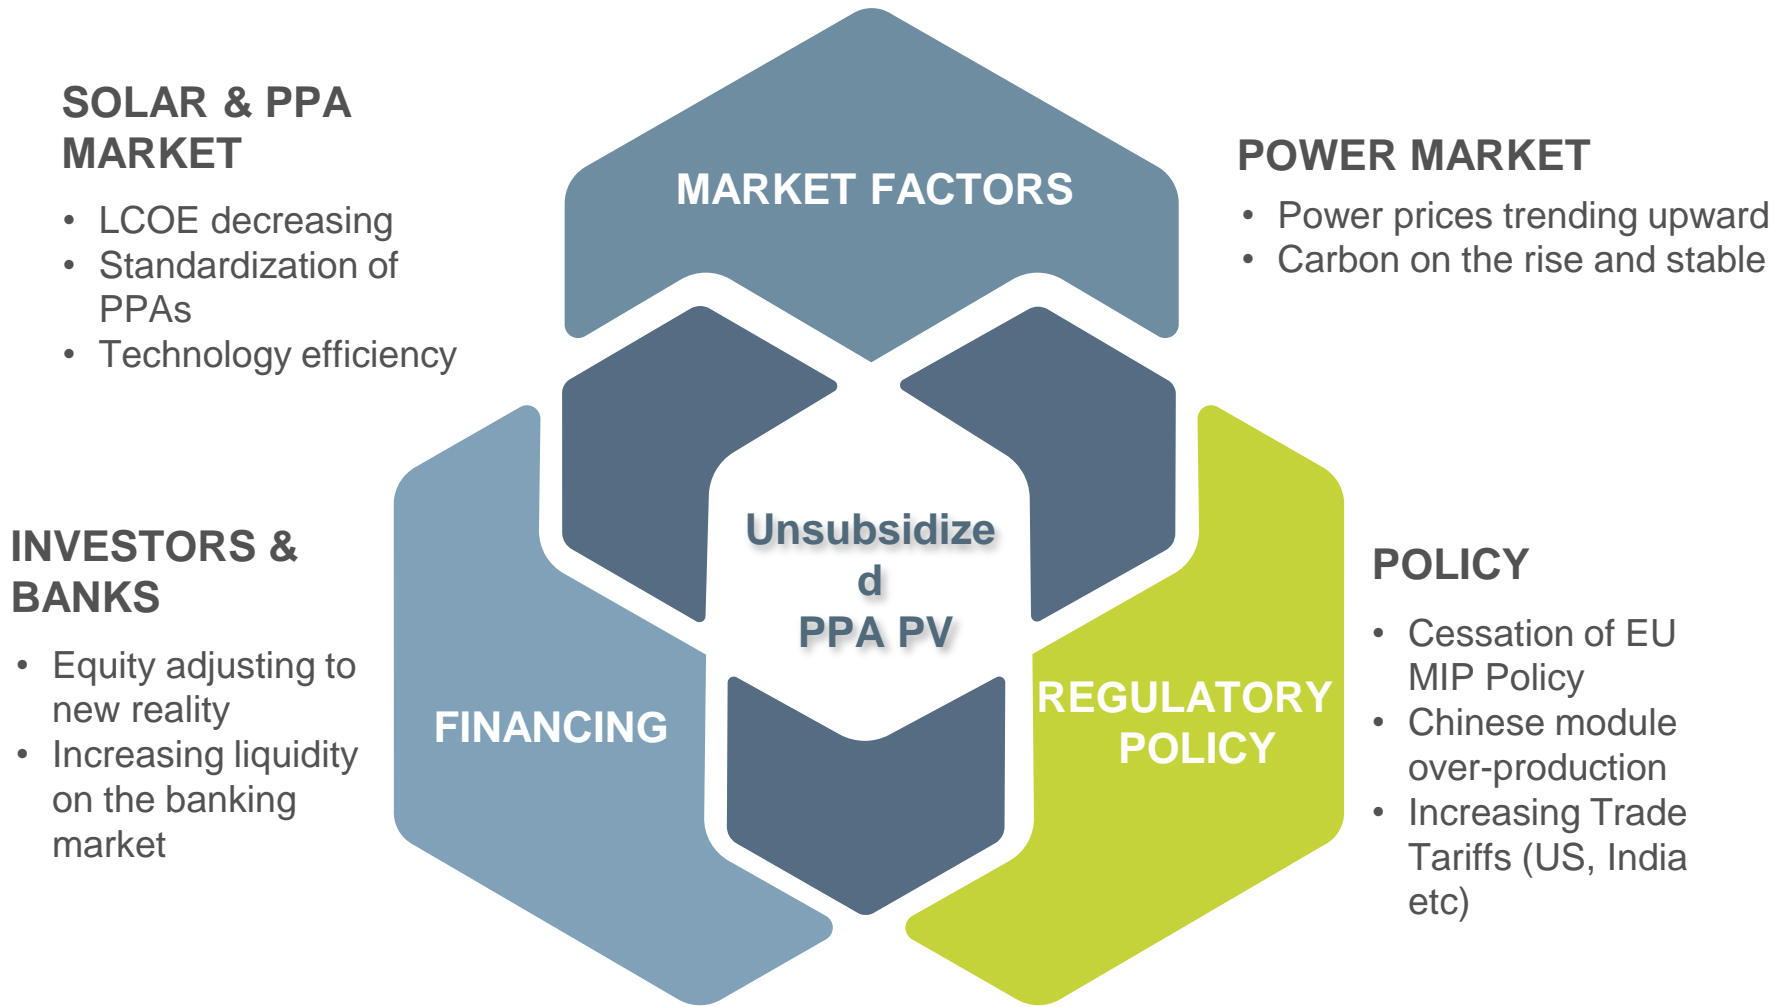 SOLAR & PPA
MARKET
• LCOE decreasing
• Standardization of
PPAs
• Technology efficiency
MARKET FACTORS
POWER MARKET
• Power prices trending upward
• Carbon on the rise and stable
INVESTORS &
BANKS
• Equity adjusting to
new reality
• Increasing liquidity
on the banking
market
FINANCING
Unsubsidize
d
PPA PV
REGULATORY
POLICY
POLICY
• Cessation of EU
MIP Policy
• Chinese module
over-production
• Increasing Trade
Tariffs (US, India
etc)